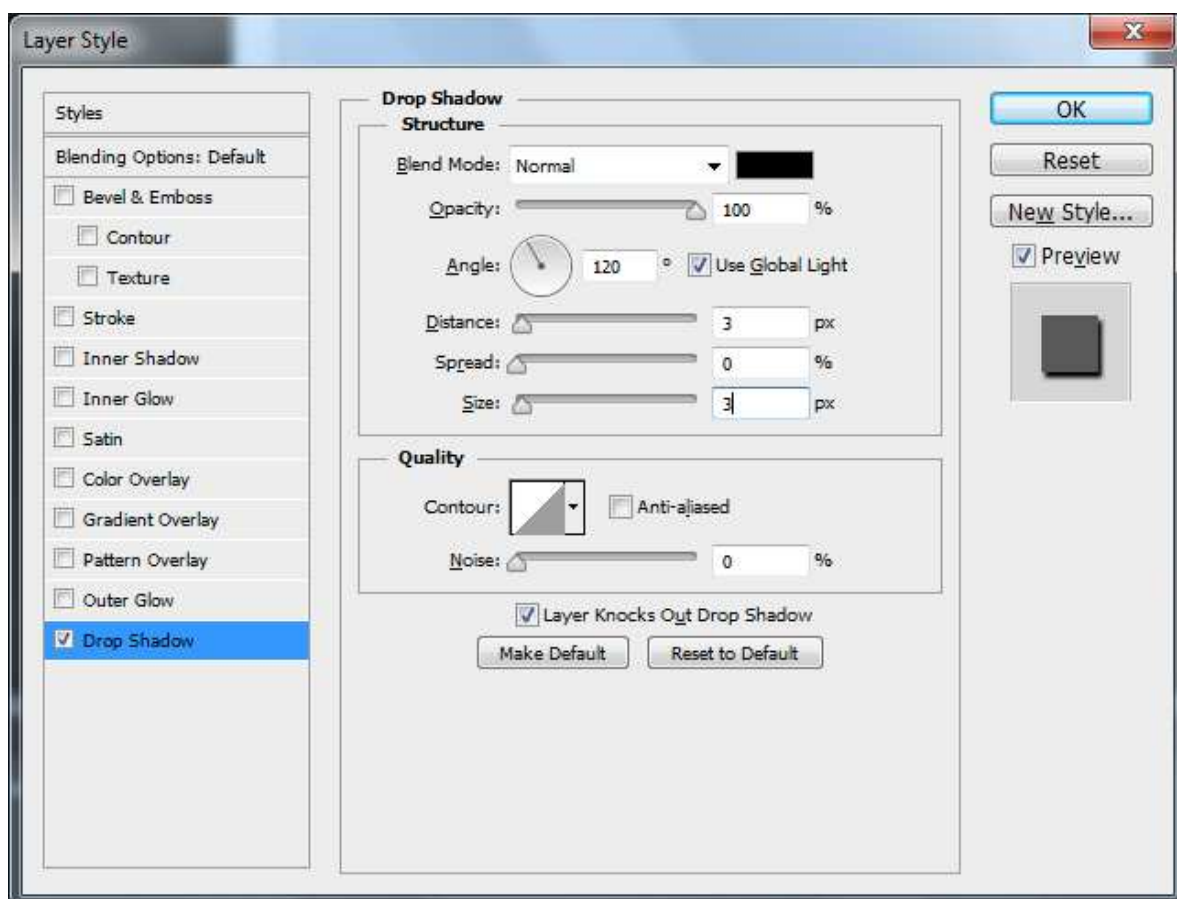 Layer Style
Styles
Blending Options: Default
Bevel & Emboss
Contour
Texture
Stroke
Inner Shadow
Inner Glow
Satin
Color Overlay
Gradient Overlay
Pattern Overlay
Outer Glow
Drop Shadow
Drop Shadow
Structure
Blend Mode: Normal
Opacity: 100 %
Angle: 120 ° Use Global Light
Distance: 3 px
Spread: 0 %
Size: 3 px
Quality
Contour: Anti-aliased
Noise: 0 %
Layer Knocks Out Drop Shadow
Make Default Reset to Default
OK
Reset
New Style...
Preview